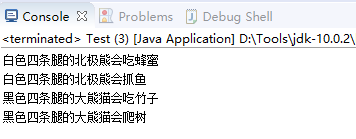 Console Problems Debug Shell
<terminated> Test (3) [Java Application] D:\Tools\jdk-10.0.2\
白色四条腿的北极熊会吃蜂蜜
白色四条腿的北极熊会抓鱼
黑色四条腿的大熊猫会吃竹子
黑色四条腿的大熊猫会爬树